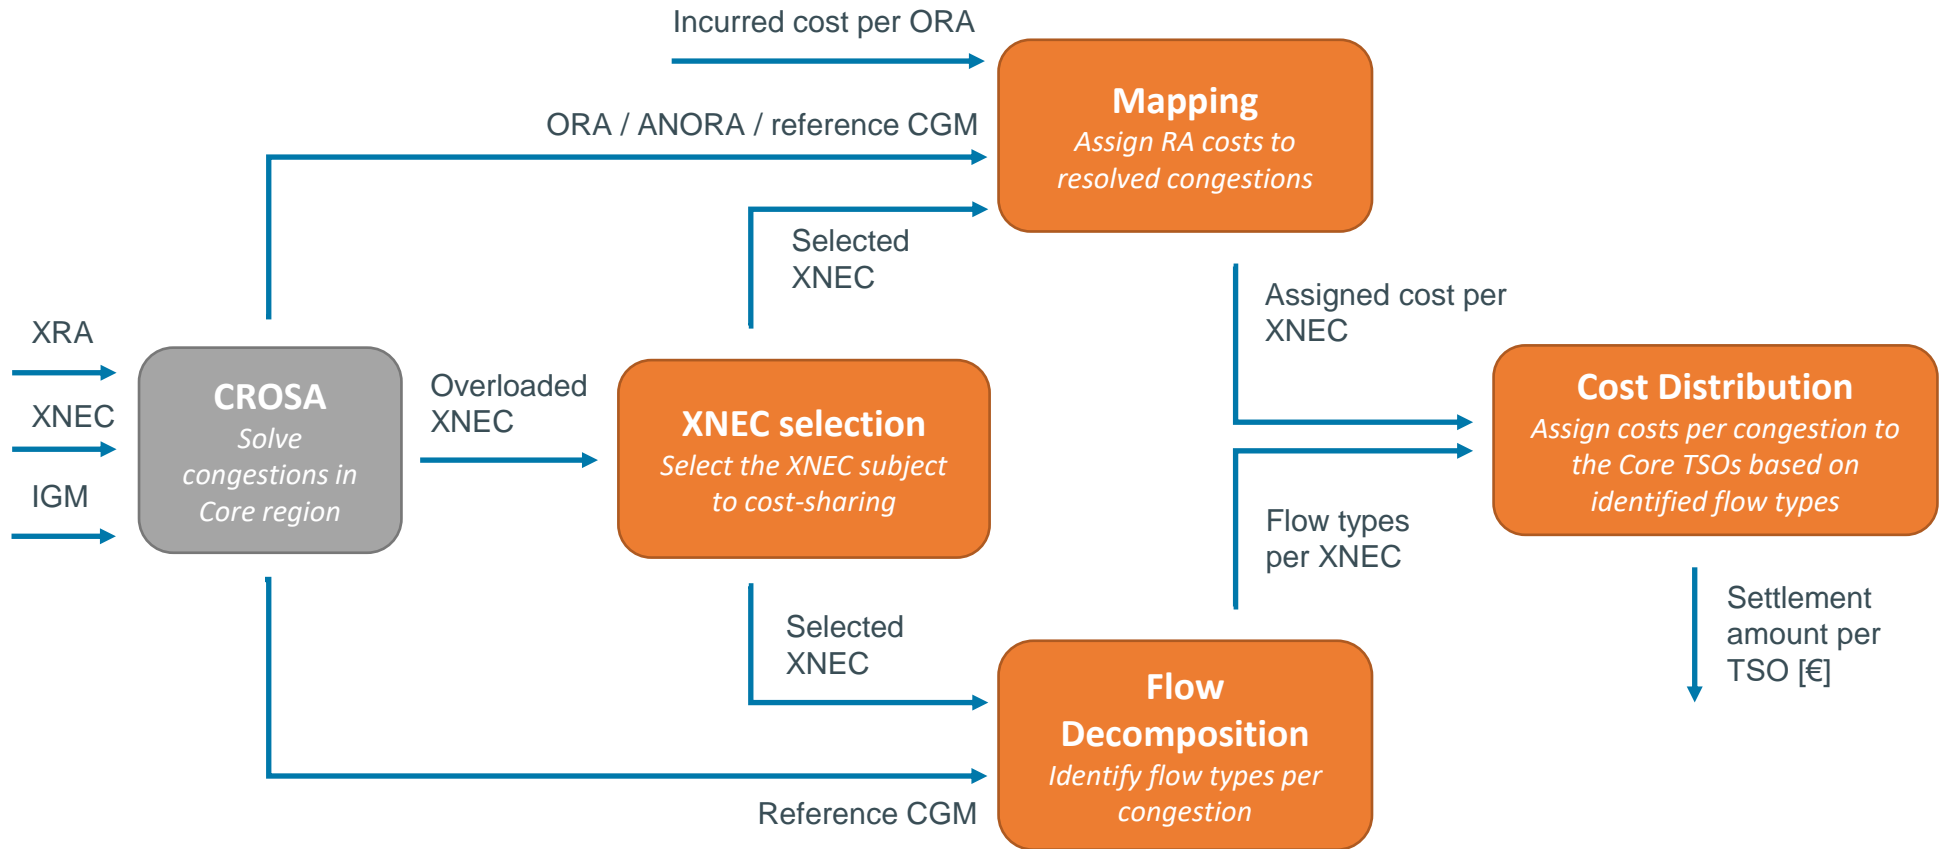 Incurred cost per ORA
Mapping
Assign RA costs to
resolved congestions
ORA / ANORA / reference CGM
Selected
XNEC
Assigned cost per
XNEC
XRA
XNEC
IGM
CROSA
Solve
congestions in
Core region
Overloaded
XNEC
XNEC selection
Select the XNEC subject
to cost-sharing
Cost Distribution
Assign costs per congestion to
the Core TSOs based on
identified flow types
Flow types
per XNEC
Selected
XNEC
Settlement
amount per
TSO [€]
Flow
Decomposition
Identify flow types per
congestion
Reference CGM